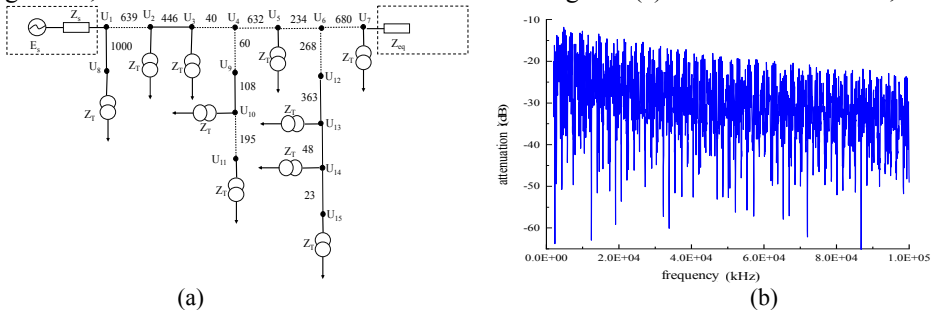 Z_s U_1 639 U_2 446 U_3 40 U_4 632 U_5 234 U_6 680 U_7
E_s 1000 60 268 Z_eq
U_8 Z_T Z_T U_9 Z_T U_12 Z_T
108 363
Z_T U_10 Z_T U_13
Z_T 195 48
U_11 Z_T U_14
Z_T 23
U_15
Z_T
(a)
-10
-20
-30
-40
-50
-60
attenuation (dB)
0.0E+00 2.0E+04 4.0E+04 6.0E+04 8.0E+04 1.0E+05
frequency (kHz)
(b)